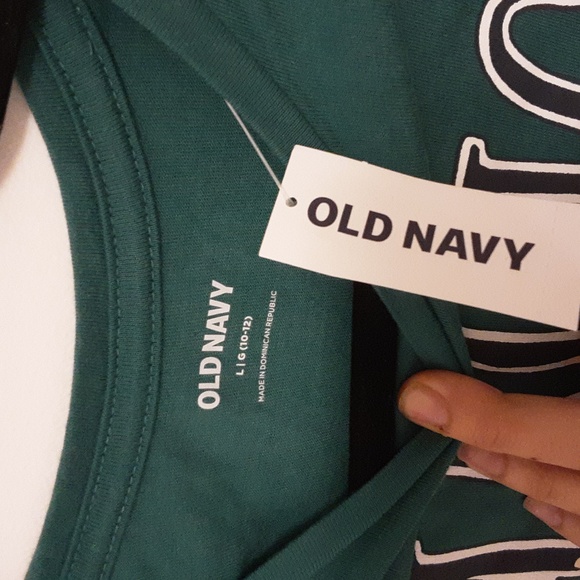 OLD NAVY
OLD NAVY
L | G (10-12)
MADE IN DOMINICAN REPUBLIC